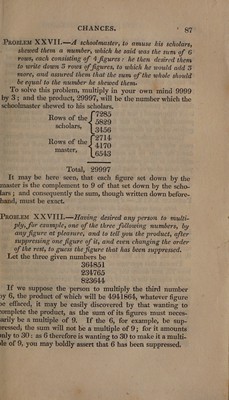 CHANCES. 87
PROBLEM XXVII.—A schoolmaster, to amuse his scholars,
shewed them a number, which he said was the sum of 6
rows, each consisting of 4 figures: he then desired them
to write down 3 rows of figures, to which he would add 3
more, and assured them that the sum of the whole should
be equal to the number he shewed them.
To solve this problem, multiply in your own mind 9999
by 3; and the product, 29997, will be the number which the
schoolmaster shewed to his scholars.
Rows of the scholars, { 7285
5829
3456
Rows of the master, { 2714
4170
6543
Total, 29997
It may be here seen, that each figure set down by the
master is the complement to 9 of that set down by the scho-
lars; and consequently the sum, though written down before-
hand, must be exact.
PROBLEM XXVIII.—Having desired any person to multi-
ply, for example, one of the three following numbers, by
any figure at pleasure, and to tell you the product, after
suppressing one figure of it, and even changing the order
of the rest, to guess the figure that has been suppressed.
Let the three given numbers be
364851
234765
823644
If we suppose the person to multiply the third number
by 6, the product of which will be 4941864, whatever figure
be effaced, it may be easily discovered by that wanting to
complete the product, as the sum of its figures must neces-
sarily be a multiple of 9. If the 6, for example, be sup-
pressed, the sum will not be a multiple of 9; for it amounts
only to 30: as 6 therefore is wanting to 30 to make it a multi-
ple of 9, you may boldly assert that 6 has been suppressed.